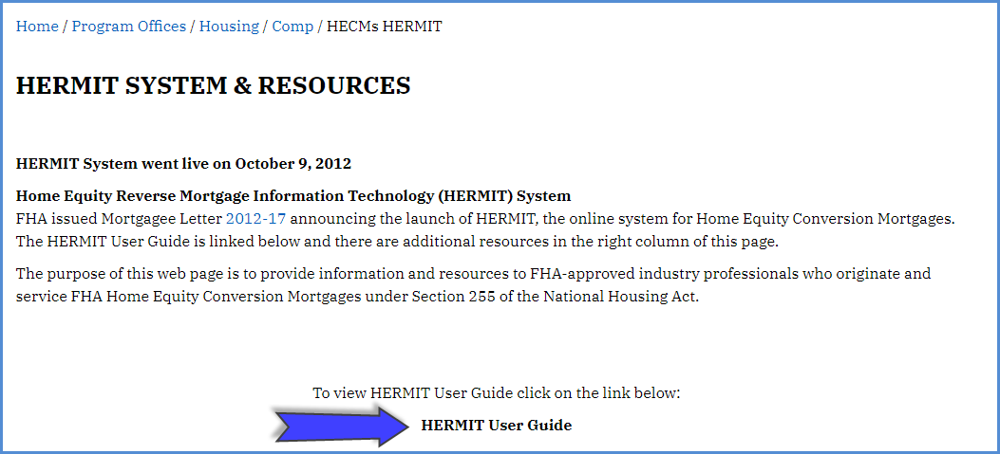 Home / Program Offices / Housing / Comp / HECMs HERMIT
HERMIT SYSTEM & RESOURCES
HERMIT System went live on October 9, 2012
Home Equity Reverse Mortgage Information Technology (HERMIT) System
FHA issued Mortgagee Letter 2012-17 announcing the launch of HERMIT, the online system for Home Equity Conversion Mortgages.
The HERMIT User Guide is linked below and there are additional resources in the right column of this page.
The purpose of this web page is to provide information and resources to FHA-approved industry professionals who originate and
service FHA Home Equity Conversion Mortgages under Section 255 of the National Housing Act.
To view HERMIT User Guide click on the link below:
HERMIT User Guide